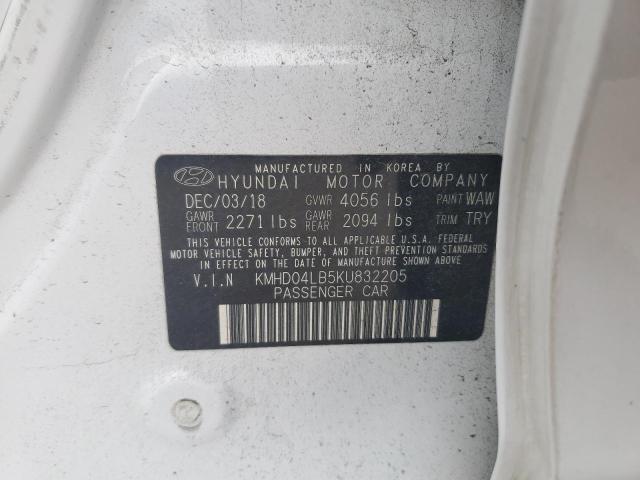 MANUFACTURED IN KOREA BY
HYUNDAI MOTOR COMPANY
DEC/03/18 GVWR 4056 lbs PAINT WAW
GAWR FRONT 2271 lbs GAWR REAR 2094 lbs TRIM TRY
THIS VEHICLE CONFORMS TO ALL APPLICABLE U.S.A. FEDERAL
MOTOR VEHICLE SAFETY, BUMPER, AND THEFT PREVENTION STANDARDS
IN EFFECT ON THE DATE OF MANUFACTURE SHOWN ABOVE.
V.I.N KMHD04LB5KU832205
PASSENGER CAR